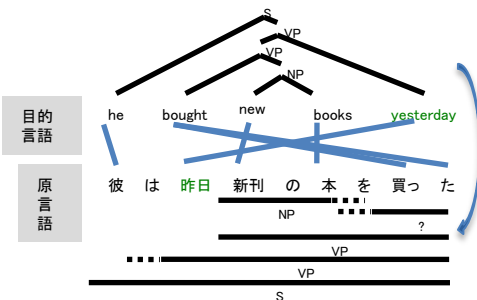 S
VP
VP
NP
目的
言語
he bought new books yesterday
原
言
語
彼 は 昨日 新刊 の 本 を 買っ た
NP
?
VP
VP
S